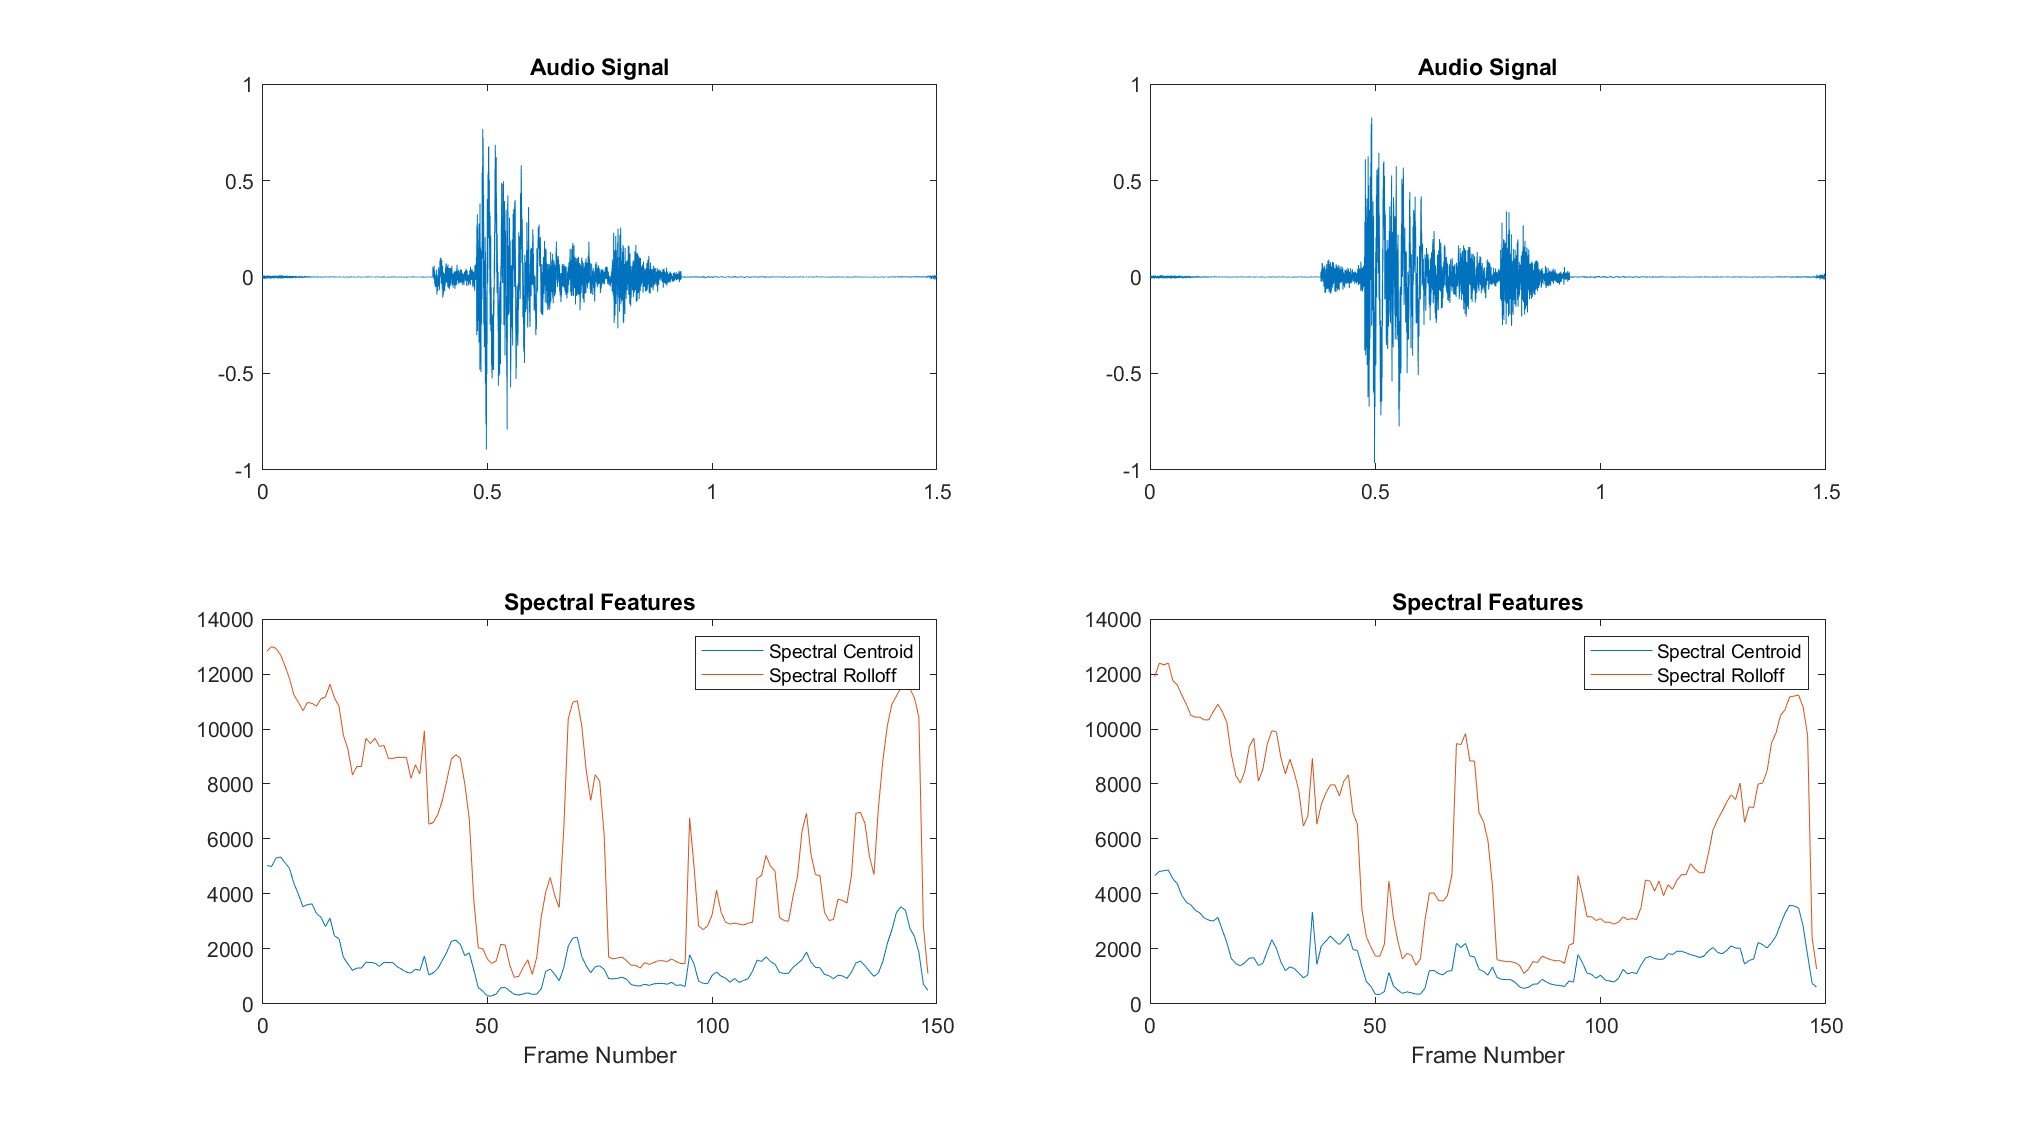 Audio Signal
1
0.5
0
-0.5
-1
0 0.5 1 1.5
Audio Signal
1
0.5
0
-0.5
-1
0 0.5 1 1.5
Spectral Features
14000
12000
10000
8000
6000
4000
2000
0
Spectral Centroid
Spectral Rolloff
0 50 100 150
Frame Number
Spectral Features
14000
12000
10000
8000
6000
4000
2000
0
Spectral Centroid
Spectral Rolloff
0 50 100 150
Frame Number